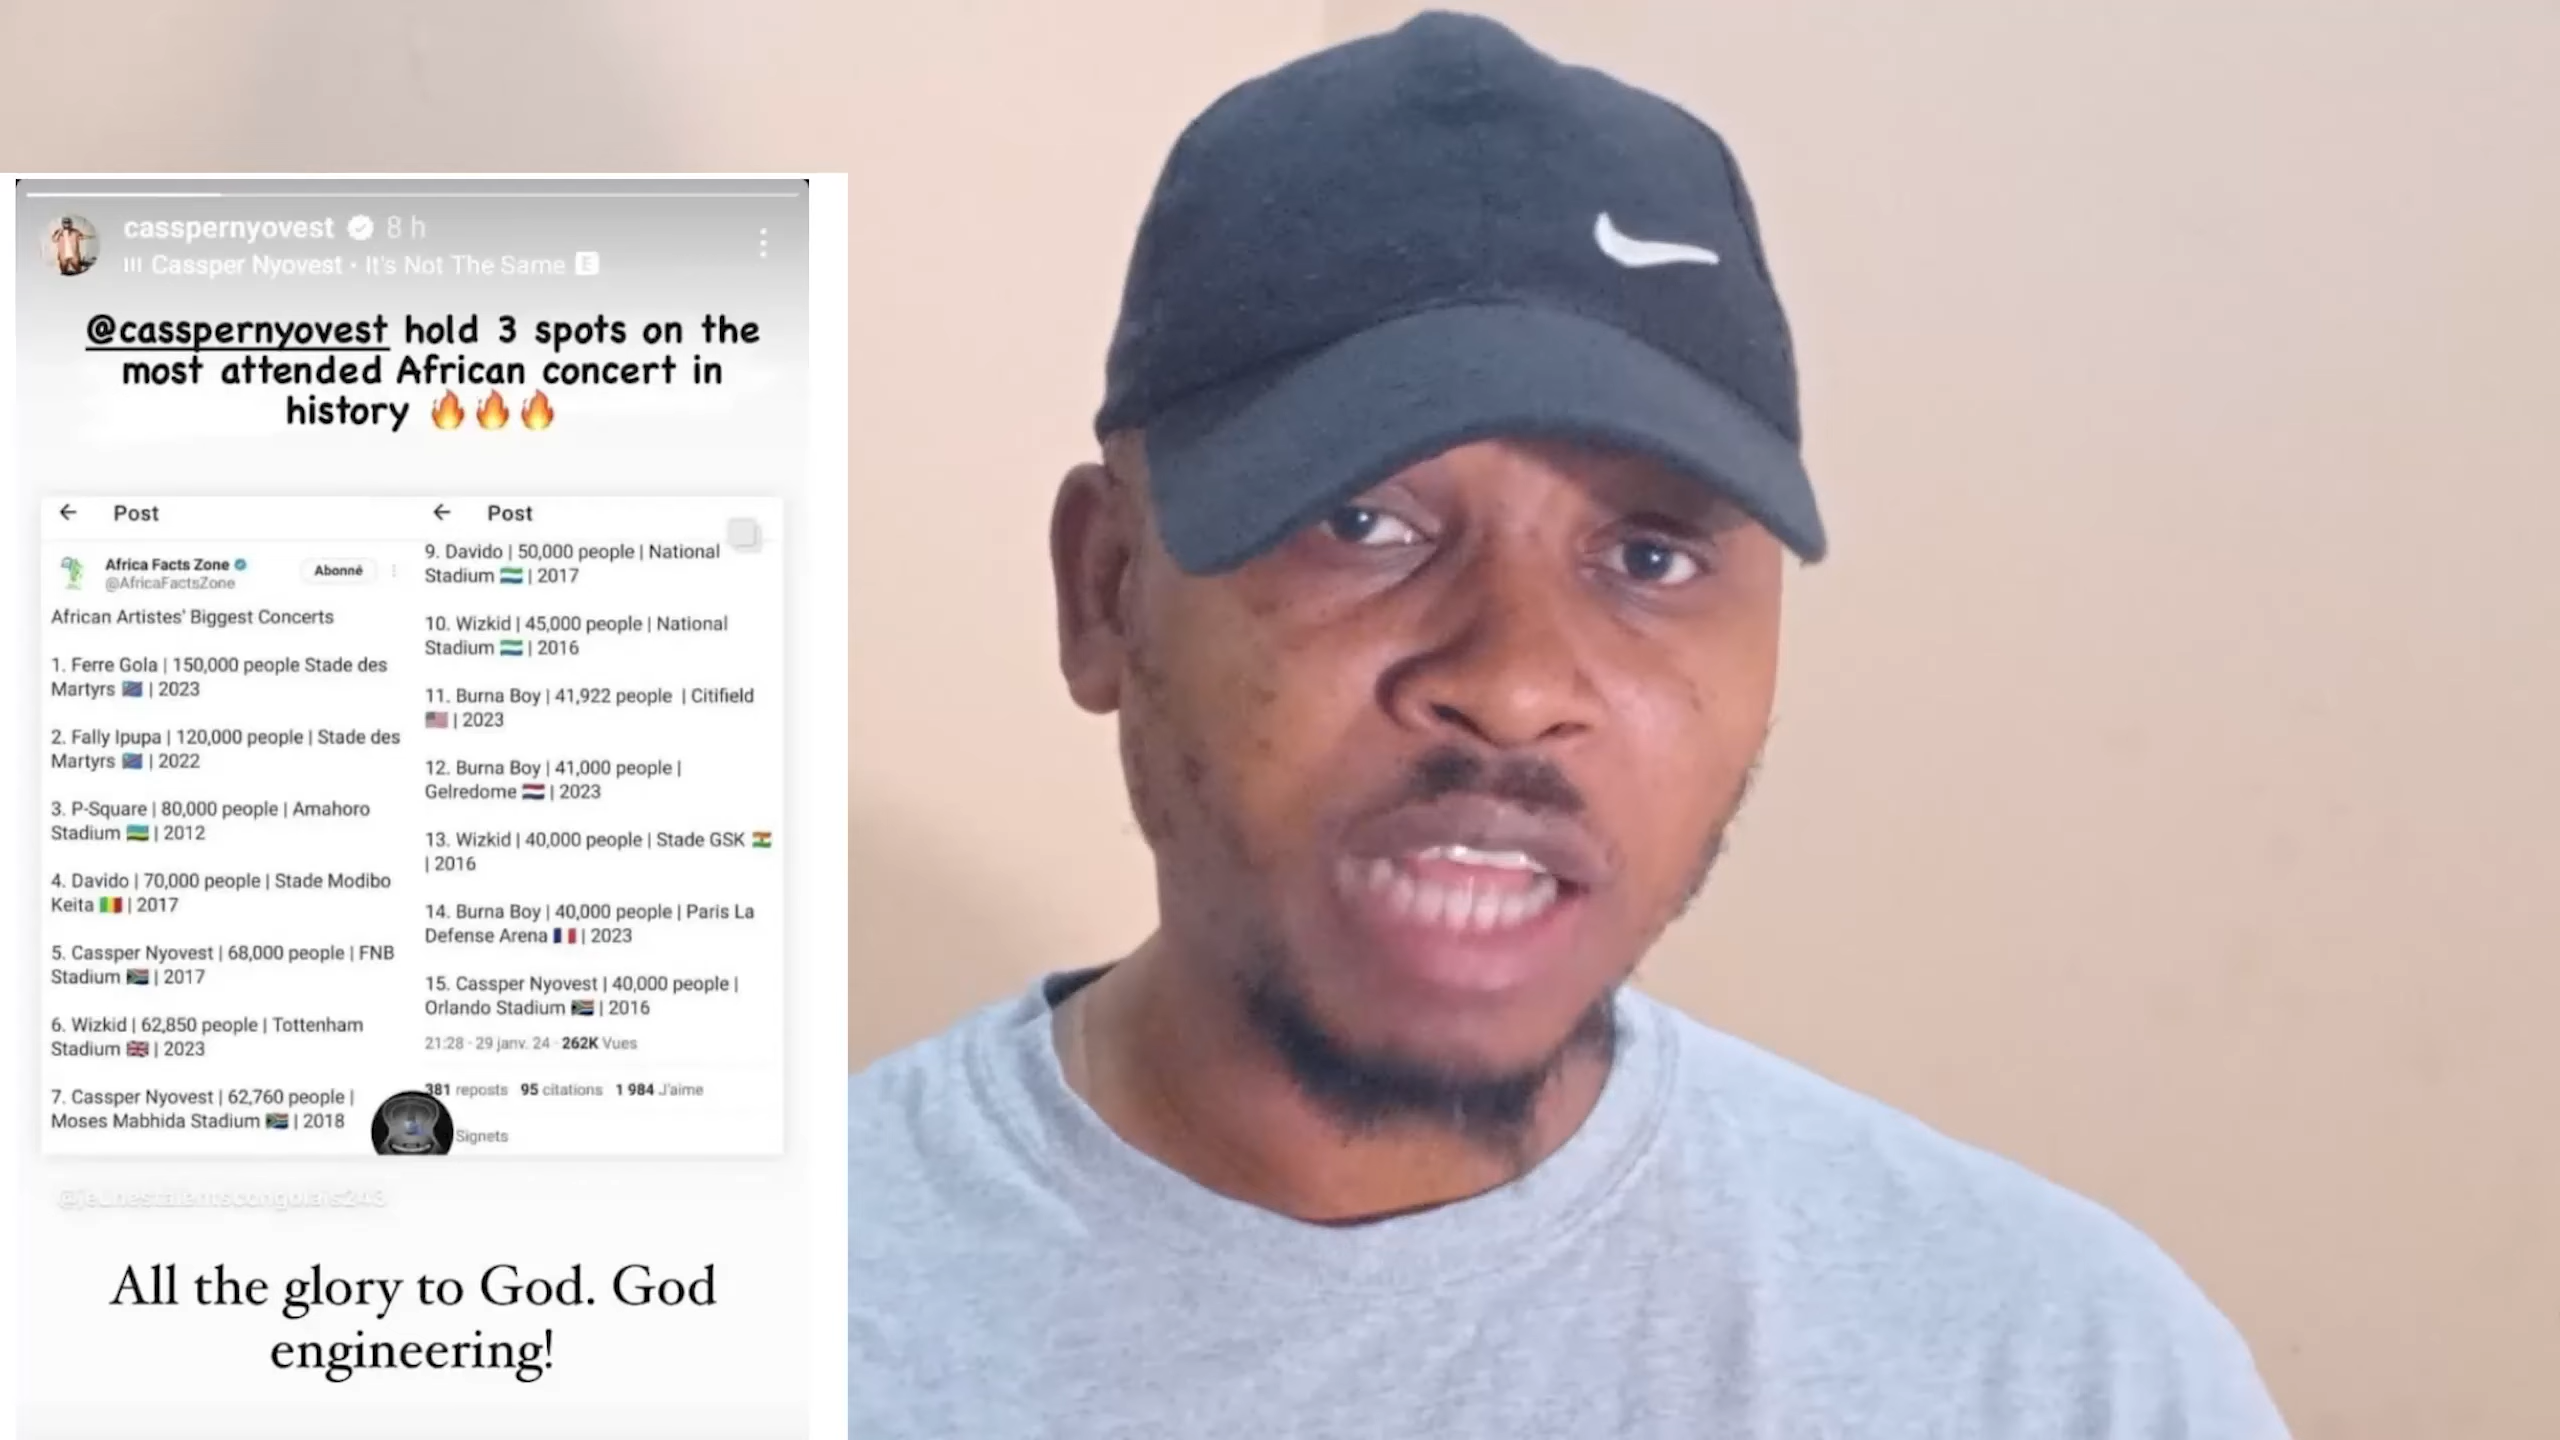 casspernyovest 8 h
Cassper Nyovest • It's Not The Same E
@casspernyovest hold 3 spots on the
most attended African concert in
history 🔥🔥🔥
Post
Africa Facts Zone
@AfricaFactsZone
Abonné
African Artistes' Biggest Concerts
1. Ferre Gola | 150,000 people Stade des
Martyrs 🇨🇩 | 2023
2. Fally Ipupa | 120,000 people | Stade des
Martyrs 🇨🇩 | 2022
3. P-Square | 80,000 people | Amahoro
Stadium 🇷🇼 | 2012
4. Davido | 70,000 people | Stade Modibo
Keita 🇲🇱 | 2017
5. Cassper Nyovest | 68,000 people | FNB
Stadium 🇿🇦 | 2017
6. Wizkid | 62,850 people | Tottenham
Stadium 🇬🇧 | 2023
7. Cassper Nyovest | 62,760 people |
Moses Mabhida Stadium 🇿🇦 | 2018
Post
9. Davido | 50,000 people | National
Stadium 🇸🇱 | 2017
10. Wizkid | 45,000 people | National
Stadium 🇸🇱 | 2016
11. Burna Boy | 41,922 people | Citifield
🇺🇸 | 2023
12. Burna Boy | 41,000 people |
Gelredome 🇳🇱 | 2023
13. Wizkid | 40,000 people | Stade GSK 🇳🇪
| 2016
14. Burna Boy | 40,000 people | Paris La
Defense Arena 🇫🇷 | 2023
15. Cassper Nyovest | 40,000 people |
Orlando Stadium 🇿🇦 | 2016
21:28 · 29 janv. 24 · 262K Vues
381 reposts 95 citations 1 984 J'aime
Signets
All the glory to God. God
engineering!